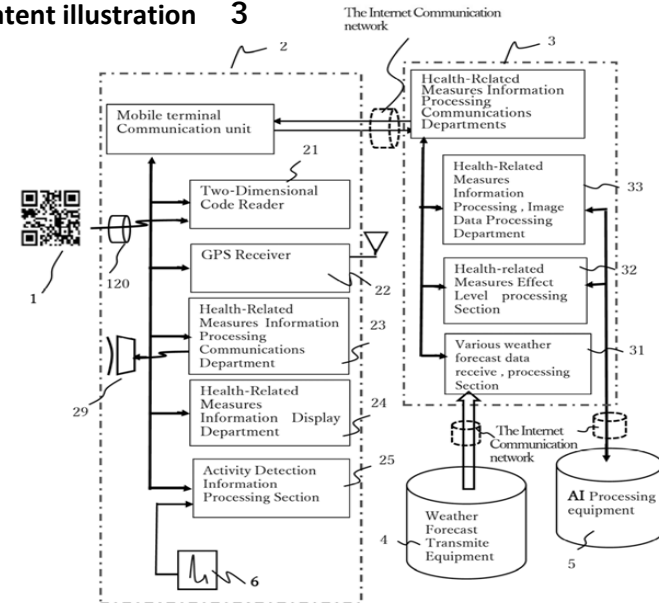 atent illustration 3
The Internet Communication
network
2
3
Mobile terminal
Communication unit
Health-Related
Measures Information
Processing
Communications
Departments
21
Two-Dimensional
Code Reader
Health-Related
Measures
Information
Processing , Image
Data Processing
Department
33
1
120
GPS Receiver
22
Health-related
Measures Effect
Level processing
Section
32
Health-Related
Measures Information
Processing
Communications
Department
23
Various weather
forecast data
receive , processing
Section
31
29
Health-Related
Measures
Information Display
Department
24
The Internet
Communication
network
Activity Detection
Information
Processing Section
25
Weather
Forecast
Transmite
Equipment
4
AI Processing
equipment
5
6